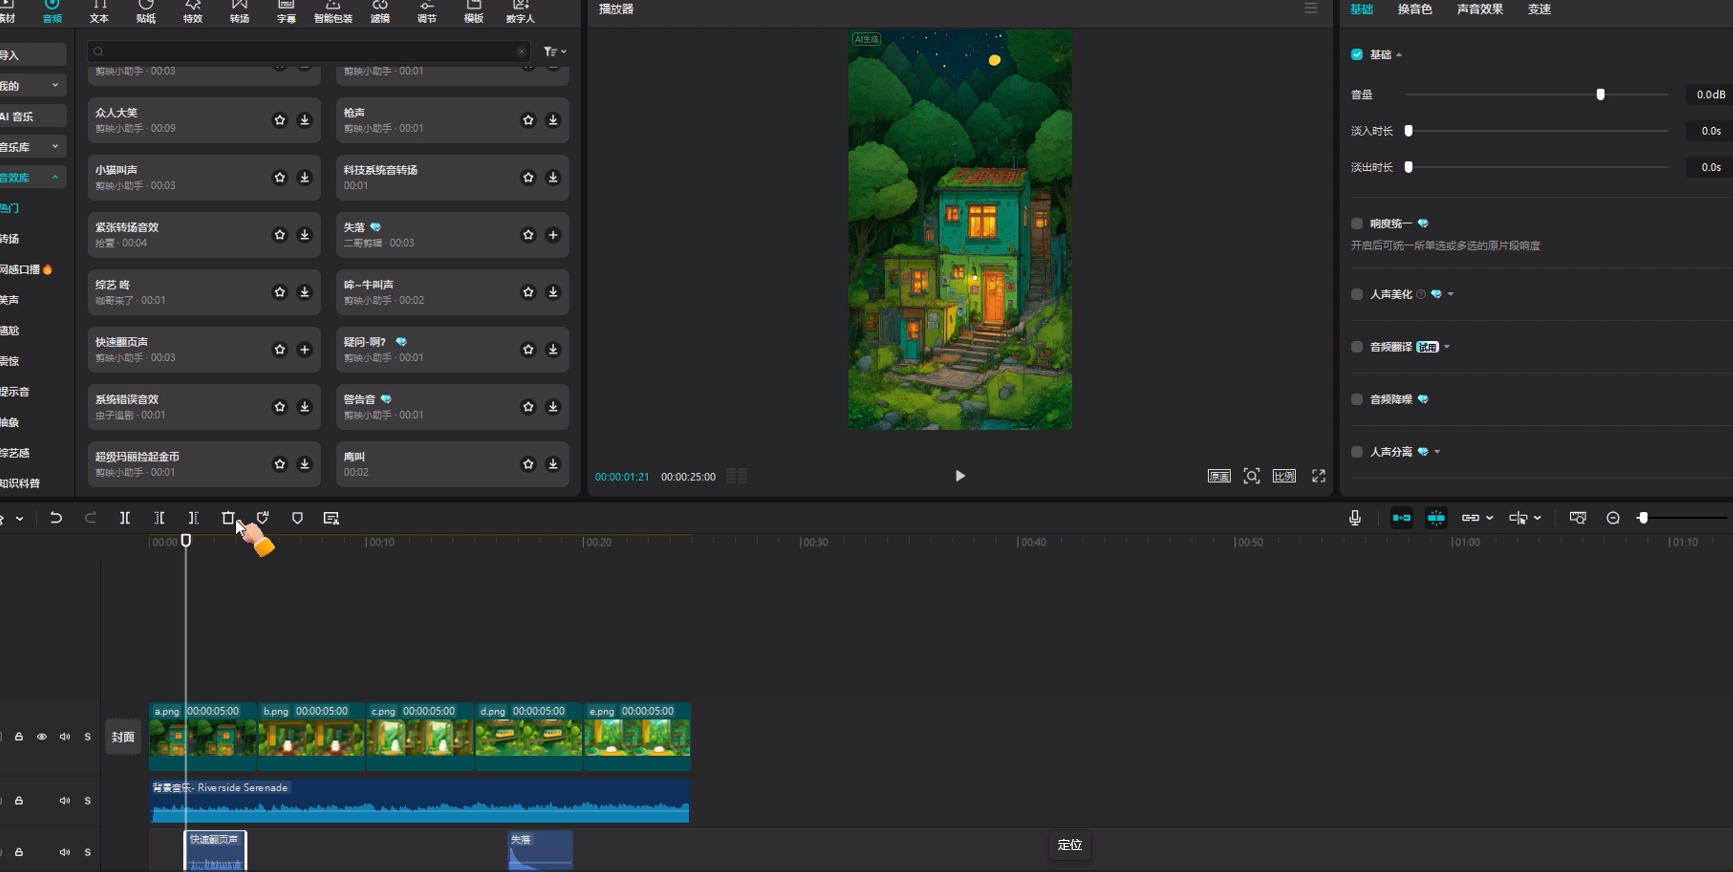 素材 音频 文本 贴纸 特效 转场 字幕 智能包装 滤镜 调节 模板 数字人
导入
我的
AI 音乐
音乐库
音效库
热门
转场
网感口播
笑声
尴尬
震惊
提示音
抽象
综艺感
知识科普
剪映小助手 · 00:03
剪映小助手 · 00:01
众人大笑
剪映小助手 · 00:09
枪声
剪映小助手 · 00:01
小猫叫声
剪映小助手 · 00:03
科技系统音转场
00:01
紧张转场音效
拾壹 · 00:04
失落
二哥剪辑 · 00:03
综艺 咚
咖哥来了 · 00:01
哞~牛叫声
剪映小助手 · 00:02
快速翻页声
剪映小助手 · 00:03
疑问-啊?
剪映小助手 · 00:01
系统错误音效
虫子追剧 · 00:01
警告音
剪映小助手 · 00:01
超级玛丽捡起金币
剪映小助手 · 00:01
鹰叫
00:02
播放器
AI生成
00:00:01:21 00:00:25:00
原画 比例
基础 换音色 声音效果 变速
基础
音量 0.0dB
淡入时长 0.0s
淡出时长 0.0s
响度统一
开启后可统一所单选或多选的原片段响度
人声美化
音频翻译 试用
音频降噪
人声分离
00:00 00:10 00:20 00:30 00:40 00:50 01:00 01:10
a.png 00:00:05:00 b.png 00:00:05:00 c.png 00:00:05:00 d.png 00:00:05:00 e.png 00:00:05:00
S 封面
背景音乐- Riverside Serenade
S
快速翻页声 失落
S
定位